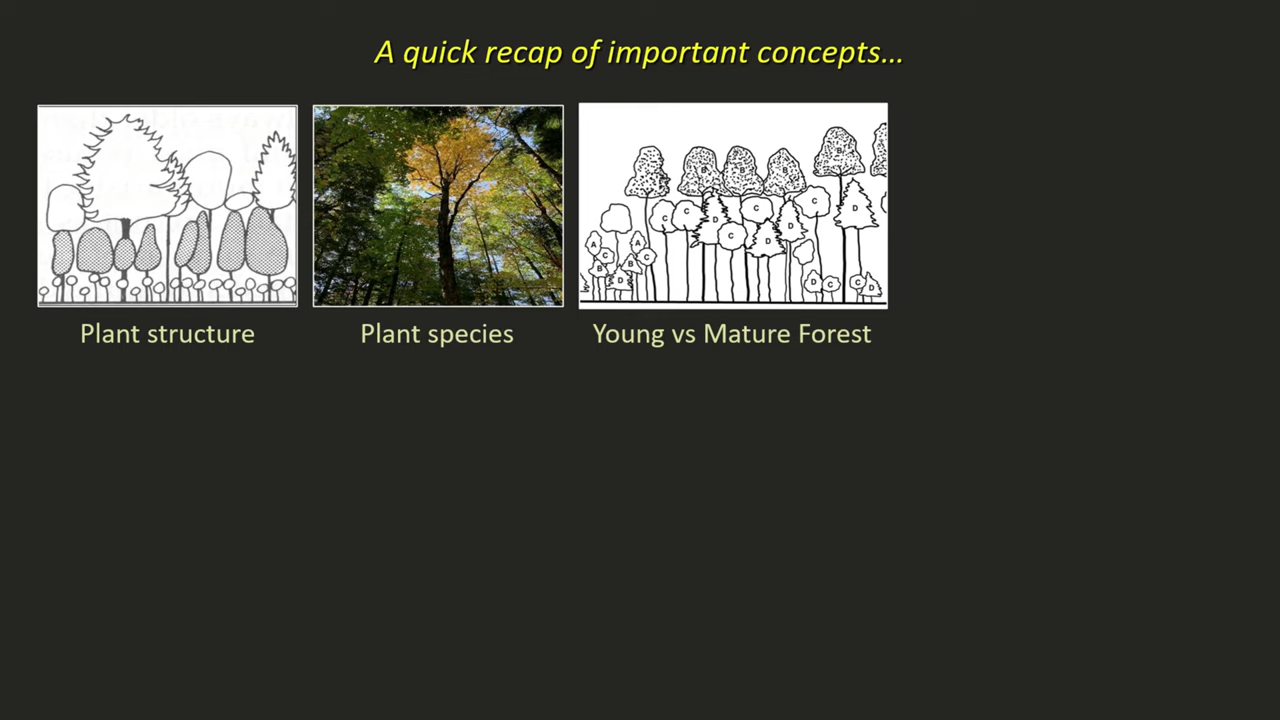 A quick recap of important concepts…
Plant structure
Plant species
Young vs Mature Forest